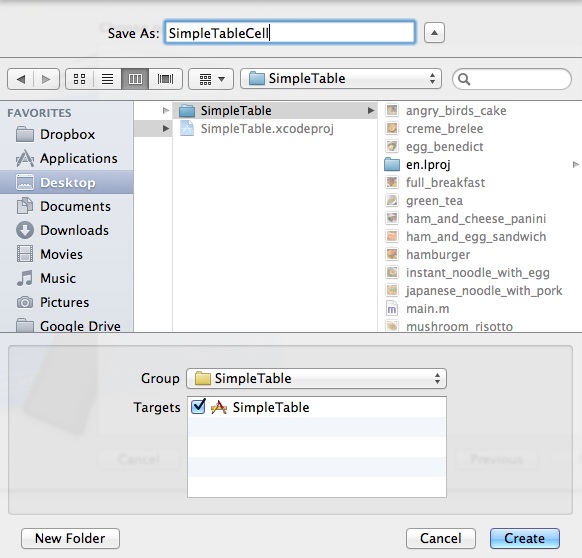 Save As: SimpleTableCell
SimpleTable
FAVORITES
Dropbox
Applications
Desktop
Documents
Downloads
Movies
Music
Pictures
Google Drive
SimpleTable
SimpleTable.xcodeproj
angry_birds_cake
creme_brelee
egg_benedict
en.lproj
full_breakfast
green_tea
ham_and_cheese_panini
ham_and_egg_sandwich
hamburger
instant_noodle_with_egg
japanese_noodle_with_pork
main.m
mushroom_risotto
Group SimpleTable
Targets SimpleTable
Cancel Previous
New Folder Cancel Create